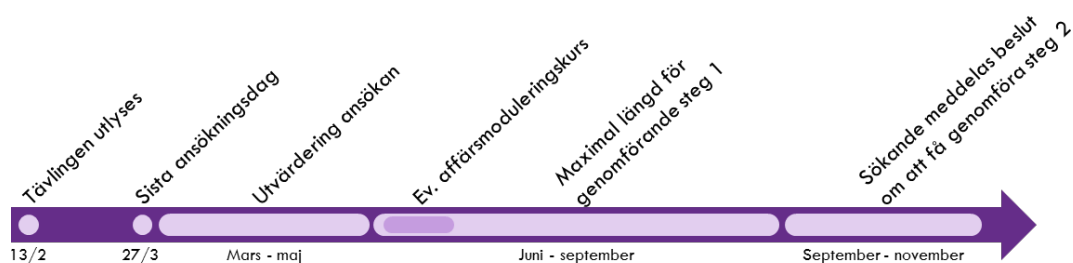 Tävlingen utlyses
Sista ansökningsdag
Utvärdering ansökan
Ev. affärsmoduleringskurs
Maximal längd för
genomförande steg 1
Sökande meddelas beslut
om att få genomföra steg 2
13/2
27/3
Mars - maj
Juni - september
September - november